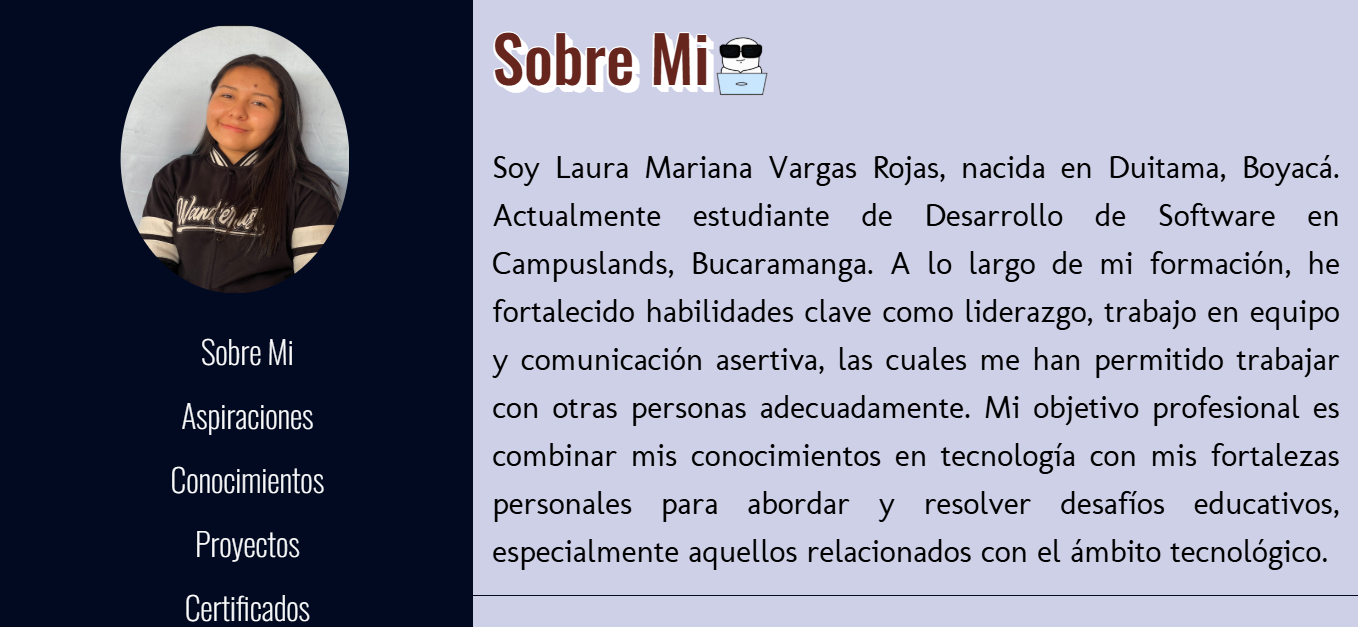 Sobre Mi
Aspiraciones
Conocimientos
Proyectos
Certificados
Sobre Mi
Soy Laura Mariana Vargas Rojas, nacida en Duitama, Boyacá.
Actualmente estudiante de Desarrollo de Software en
Campuslands, Bucaramanga. A lo largo de mi formación, he
fortalecido habilidades clave como liderazgo, trabajo en equipo
y comunicación asertiva, las cuales me han permitido trabajar
con otras personas adecuadamente. Mi objetivo profesional es
combinar mis conocimientos en tecnología con mis fortalezas
personales para abordar y resolver desafíos educativos,
especialmente aquellos relacionados con el ámbito tecnológico.